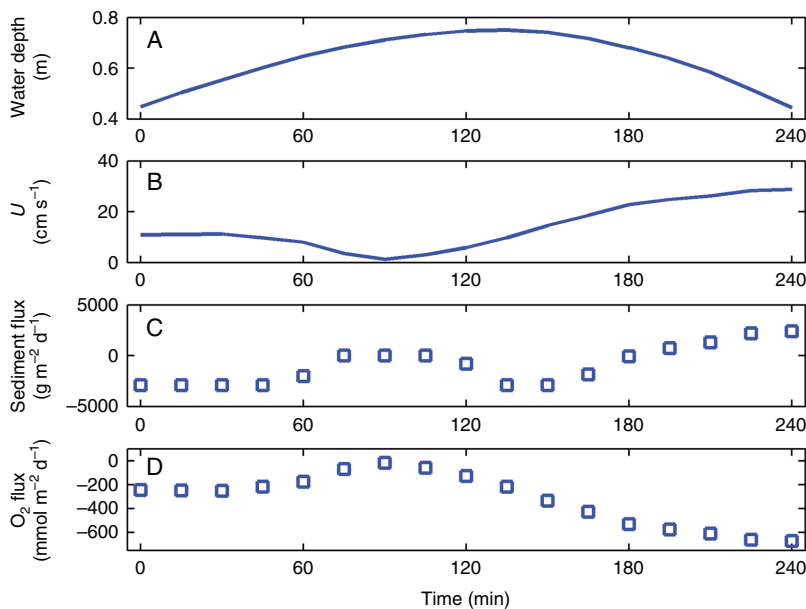 A
Water depth
(m)
0.8
0.6
0.4
0 60 120 180 240
B
U
(cm s⁻¹)
40
20
0
0 60 120 180 240
C
Sediment flux
(g m⁻² d⁻¹)
5000
0
−5000
0 60 120 180 240
D
O₂ flux
(mmol m⁻² d⁻¹)
0
−200
−400
−600
0 60 120 180 240
Time (min)